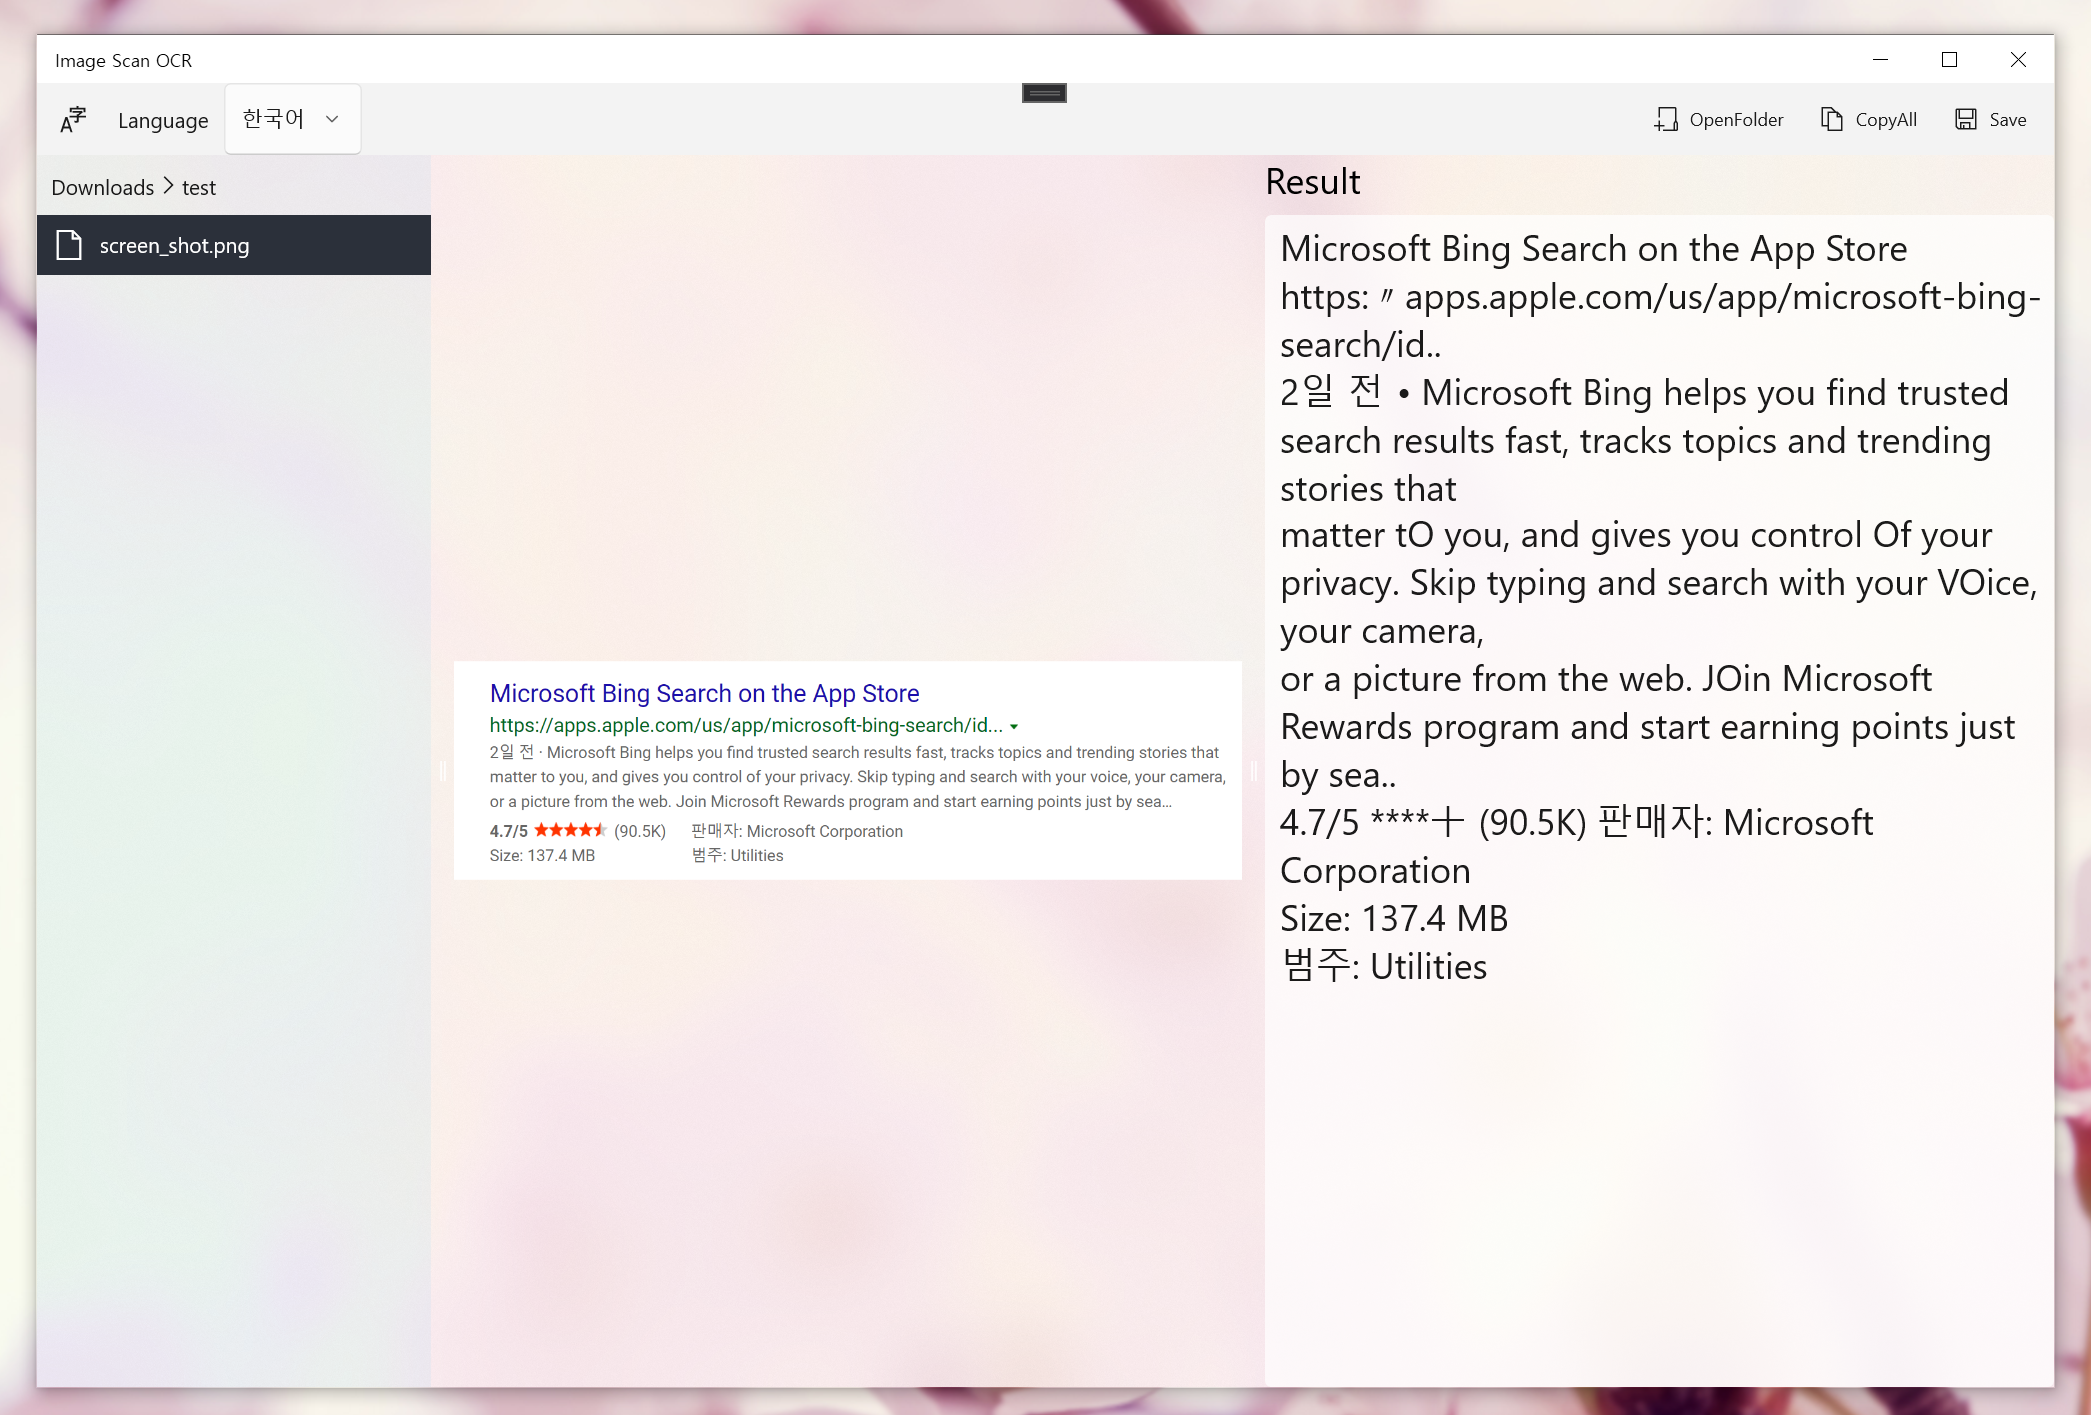 Image Scan OCR
Language 한국어
OpenFolder CopyAll Save
Downloads > test
screen_shot.png
Microsoft Bing Search on the App Store
https://apps.apple.com/us/app/microsoft-bing-search/id...
2일 전 · Microsoft Bing helps you find trusted search results fast, tracks topics and trending stories that
matter to you, and gives you control of your privacy. Skip typing and search with your voice, your camera,
or a picture from the web. Join Microsoft Rewards program and start earning points just by sea...
4.7/5 (90.5K) 판매자: Microsoft Corporation
Size: 137.4 MB 범주: Utilities
Result
Microsoft Bing Search on the App Store
https: 〃 apps.apple.com/us/app/microsoft-bing-
search/id..
2일 전 • Microsoft Bing helps you find trusted
search results fast, tracks topics and trending
stories that
matter tO you, and gives you control Of your
privacy. Skip typing and search with your VOice,
your camera,
or a picture from the web. JOin Microsoft
Rewards program and start earning points just
by sea..
4.7/5 ****十 (90.5K) 판매자: Microsoft
Corporation
Size: 137.4 MB
범주: Utilities